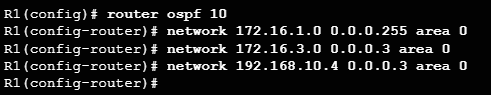 R1(config)# router ospf 10
R1(config-router)# network 172.16.1.0 0.0.0.255 area 0
R1(config-router)# network 172.16.3.0 0.0.0.3 area 0
R1(config-router)# network 192.168.10.4 0.0.0.3 area 0
R1(config-router)#